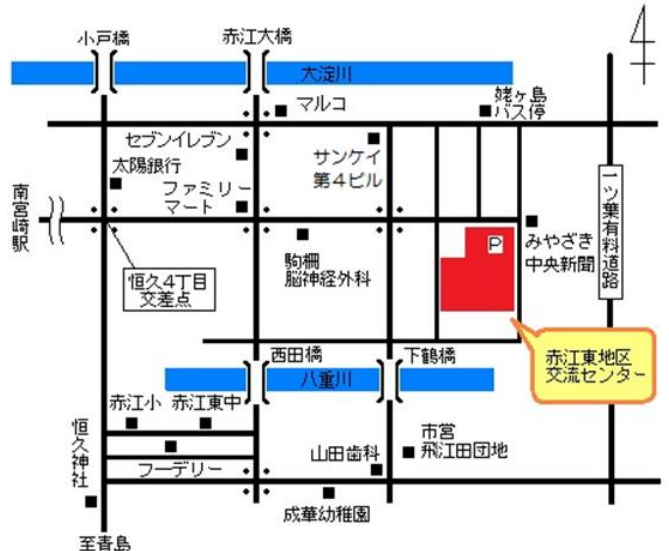 小戸橋
赤江大橋
大淀川
マルコ
姥ヶ島
バス停
セブンイレブン
太陽銀行
サンケイ
第4ビル
ファミリー
マート
南宮崎駅
一ツ葉有料道路
P
みやざき
中央新聞
恒久4丁目
交差点
駒柵
脳神経外科
西田橋
下鶴橋
赤江東地区
交流センター
八重川
赤江小
赤江東中
恒久神社
フーデリー
山田歯科
市営
飛江田団地
成華幼稚園
至青島